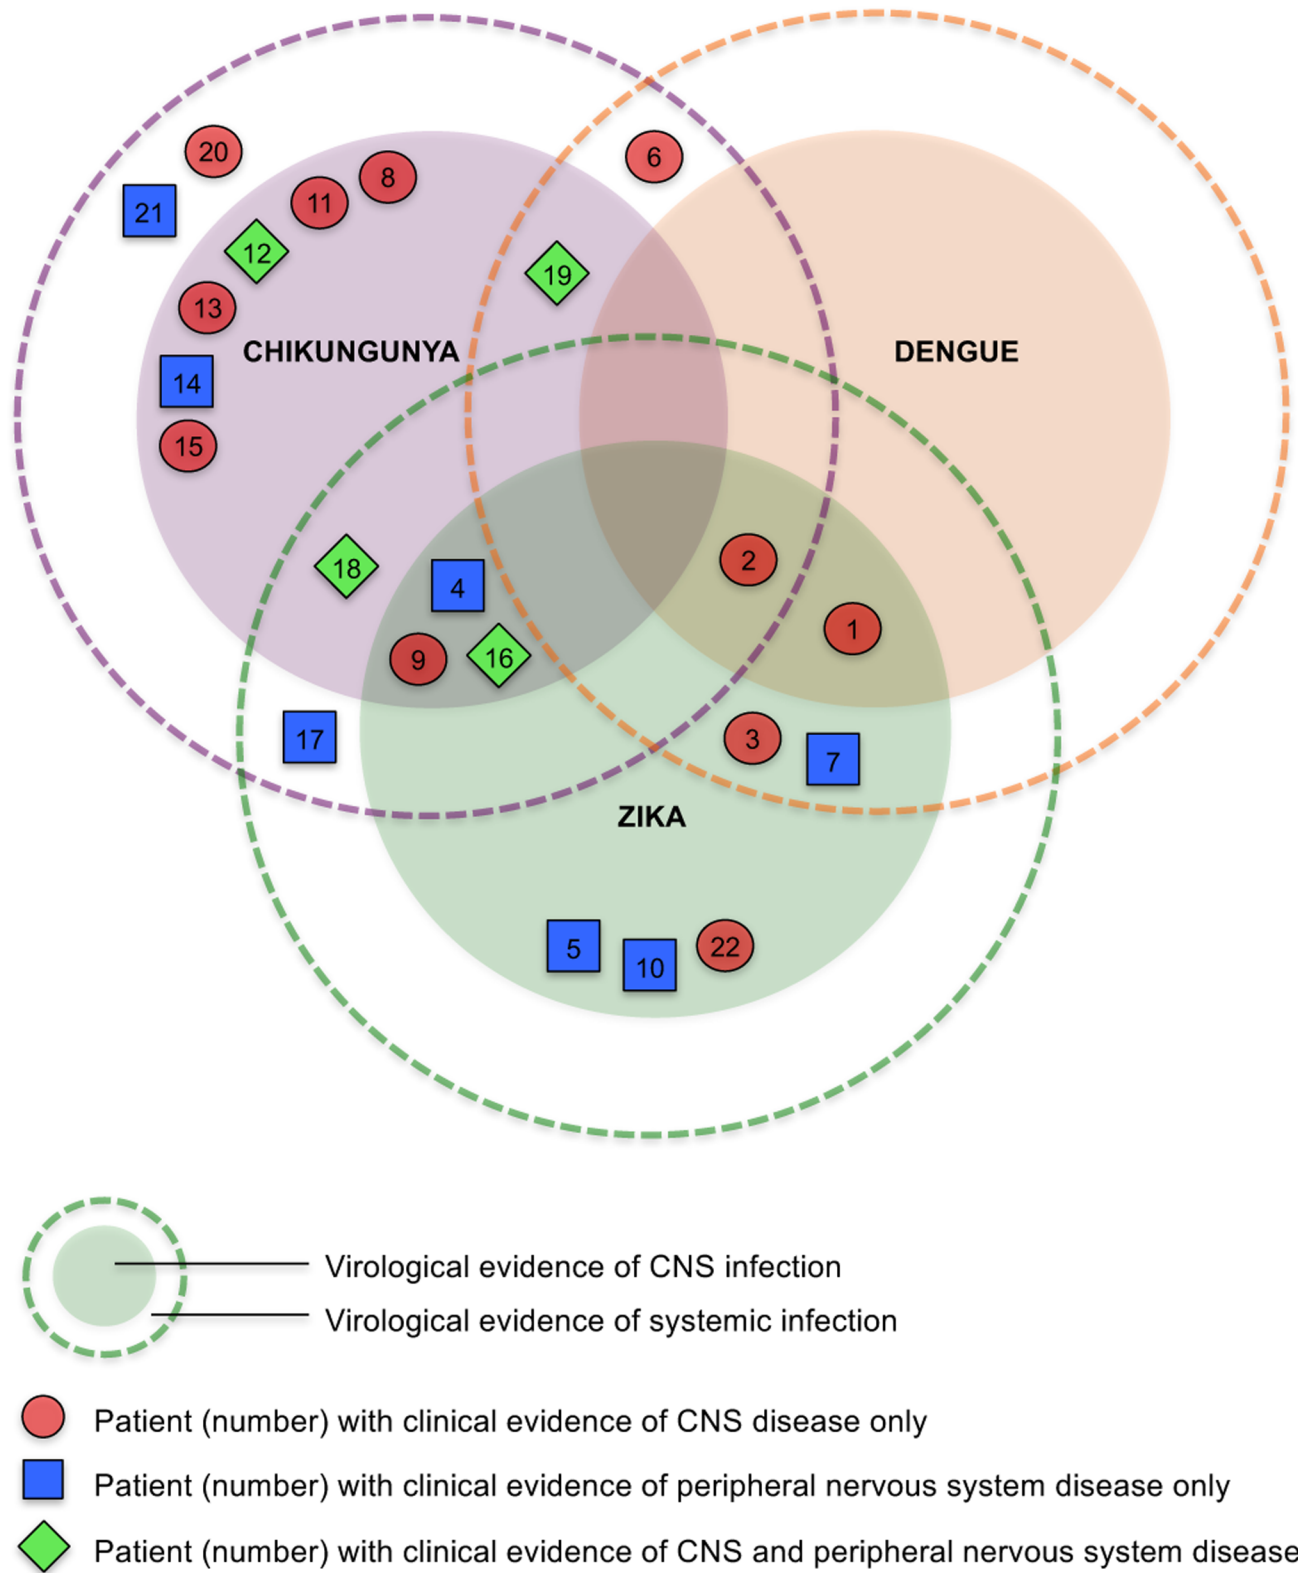 20
6
8
21
11
12
19
13
CHIKUNGUNYA
DENGUE
14
15
2
18
4
1
9
16
17
3
7
ZIKA
5
10
22
Virological evidence of CNS infection
Virological evidence of systemic infection
Patient (number) with clinical evidence of CNS disease only
Patient (number) with clinical evidence of peripheral nervous system disease only
Patient (number) with clinical evidence of CNS and peripheral nervous system disease